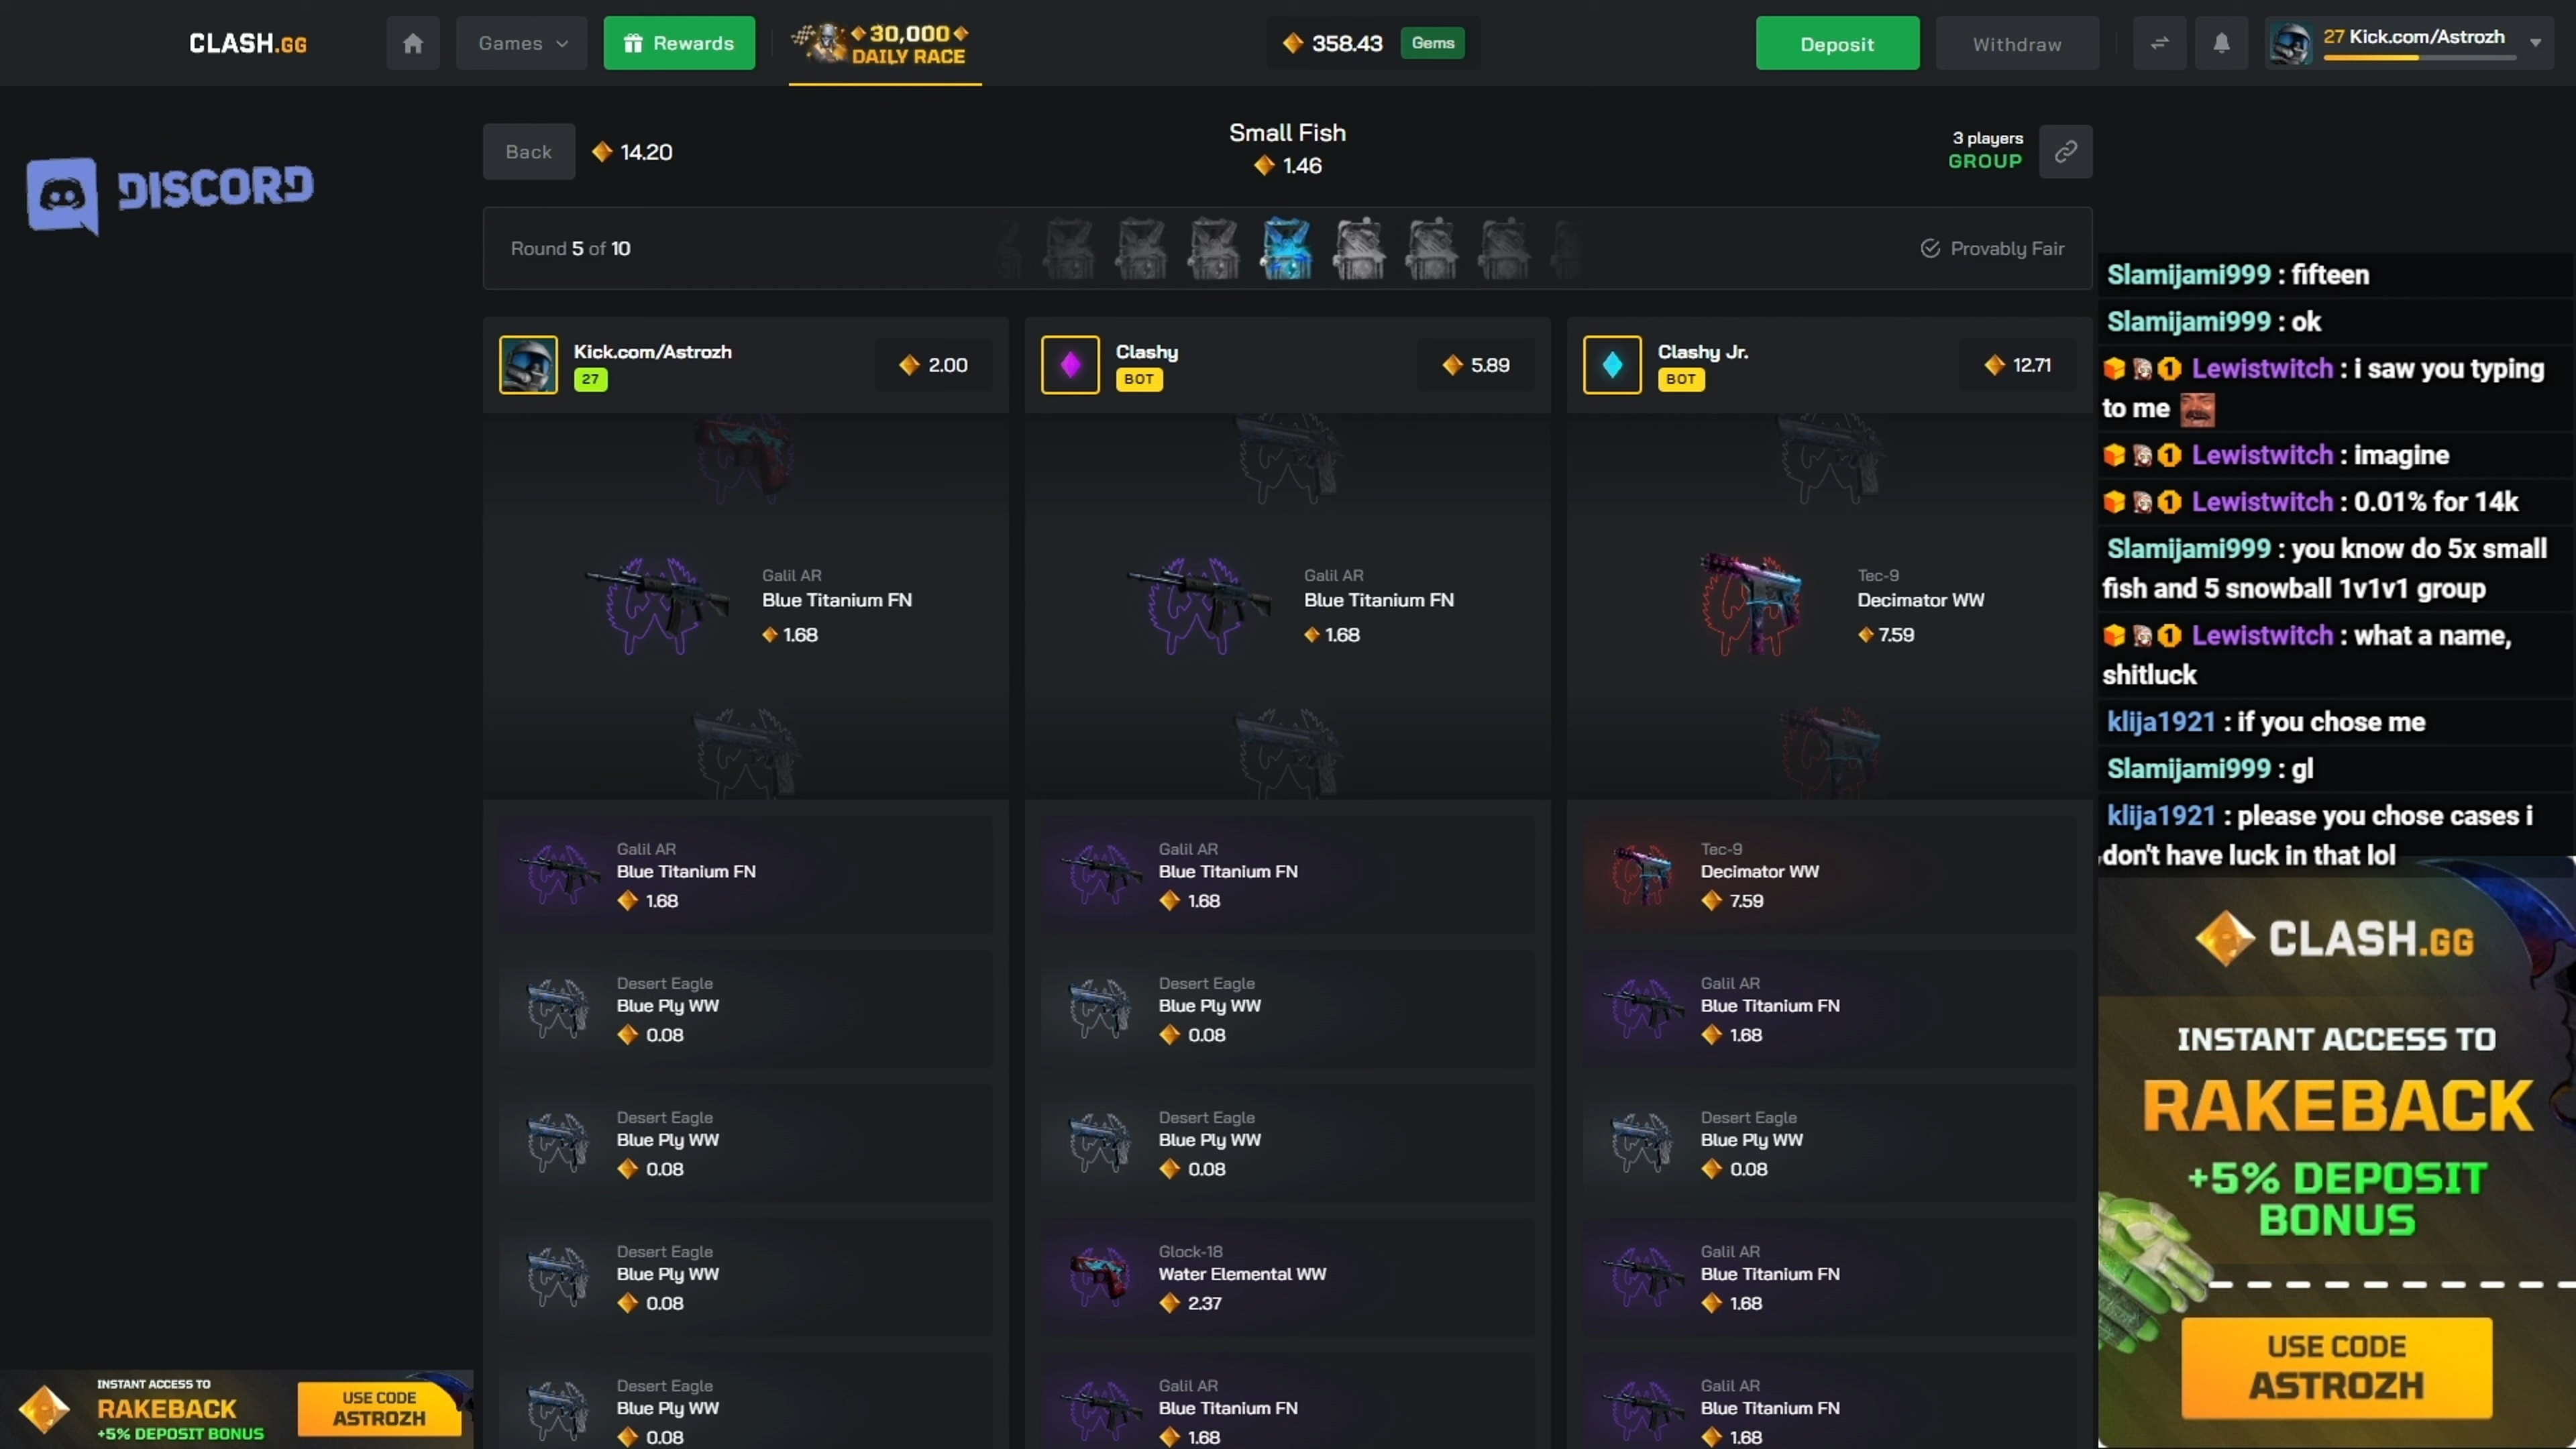 CLASH.GG
Games
Rewards
30,000
DAILY RACE
358.43
Gems
Deposit
Withdraw
27 Kick.com/Astrozh
DISCORD
Back
14.20
Small Fish
1.46
3 players
GROUP
Round 5 of 10
Provably Fair
Kick.com/Astrozh
27
2.00
Clashy
BOT
5.89
Clashy Jr.
BOT
12.71
Galil AR
Blue Titanium FN
1.68
Galil AR
Blue Titanium FN
1.68
Tec-9
Decimator WW
7.59
Galil AR
Blue Titanium FN
1.68
Desert Eagle
Blue Ply WW
0.08
Desert Eagle
Blue Ply WW
0.08
Desert Eagle
Blue Ply WW
0.08
Desert Eagle
Blue Ply WW
0.08
Galil AR
Blue Titanium FN
1.68
Desert Eagle
Blue Ply WW
0.08
Desert Eagle
Blue Ply WW
0.08
Glock-18
Water Elemental WW
2.37
Galil AR
Blue Titanium FN
1.68
Tec-9
Decimator WW
7.59
Galil AR
Blue Titanium FN
1.68
Desert Eagle
Blue Ply WW
0.08
Galil AR
Blue Titanium FN
1.68
Galil AR
Blue Titanium FN
1.68
Slamijami999 : fifteen
Slamijami999 : ok
1 Lewistwitch : i saw you typing
to me
1 Lewistwitch : imagine
1 Lewistwitch : 0.01% for 14k
Slamijami999 : you know do 5x small
fish and 5 snowball 1v1v1 group
1 Lewistwitch : what a name,
shitluck
klija1921 : if you chose me
Slamijami999 : gl
klija1921 : please you chose cases i
don't have luck in that lol
CLASH.GG
INSTANT ACCESS TO
RAKEBACK
+5% DEPOSIT
BONUS
USE CODE
ASTROZH
INSTANT ACCESS TO
RAKEBACK
+5% DEPOSIT BONUS
USE CODE
ASTROZH